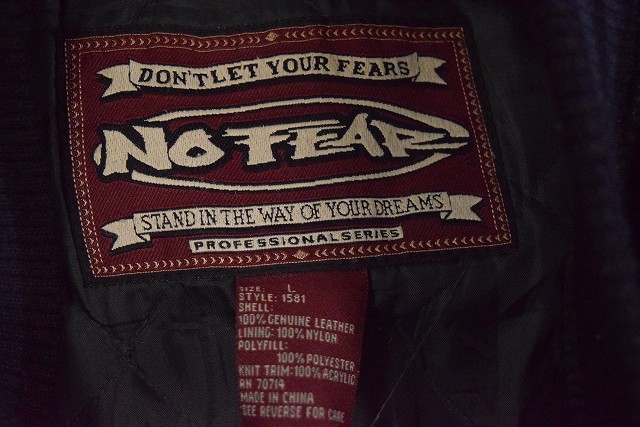 DON'T LET YOUR FEARS
NO FEAR
STAND IN THE WAY OF YOUR DREAMS
PROFESSIONAL SERIES
SIZE: L
STYLE: 1581
SHELL:
100% GENUINE LEATHER
LINING: 100% NYLON
POLYFILL:
100% POLYESTER
KNIT TRIM: 100% ACRYLIC
RN 70714
MADE IN CHINA
SEE REVERSE FOR CARE